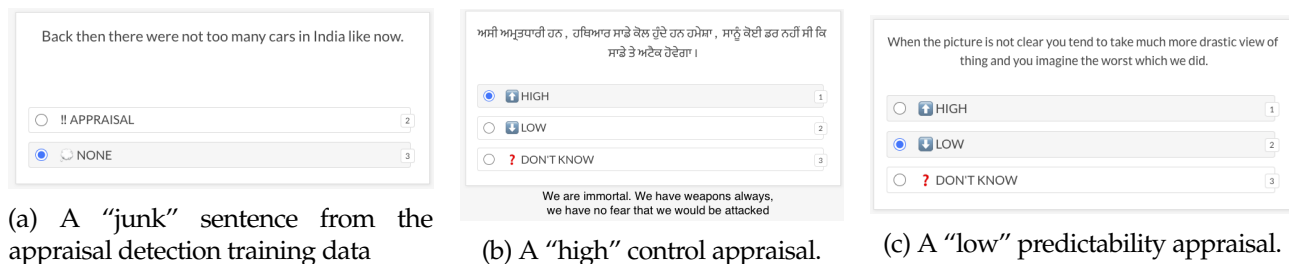 Back then there were not too many cars in India like now.
‼ APPRAISAL 2
💭 NONE 3
(a) A “junk” sentence from the
appraisal detection training data
ਅਸੀ ਅਮ੍ਰਤਧਾਰੀ ਹਨ , ਹਥਿਆਰ ਸਾਡੇ ਕੋਲ ਹੁੰਦੇ ਹਨ ਹਮੇਸ਼ਾ , ਸਾਨੂੰ ਕੋਈ ਡਰ ਨਹੀਂ ਸੀ ਕਿ
ਸਾਡੇ ਤੇ ਅਟੈਕ ਹੋਵੇਗਾ ।
⬆️ HIGH 1
⬇️ LOW 2
❓ DON'T KNOW 3
We are immortal. We have weapons always,
we have no fear that we would be attacked
(b) A “high” control appraisal.
When the picture is not clear you tend to take much more drastic view of
thing and you imagine the worst which we did.
⬆️ HIGH 1
⬇️ LOW 2
❓ DON'T KNOW 3
(c) A “low” predictability appraisal.